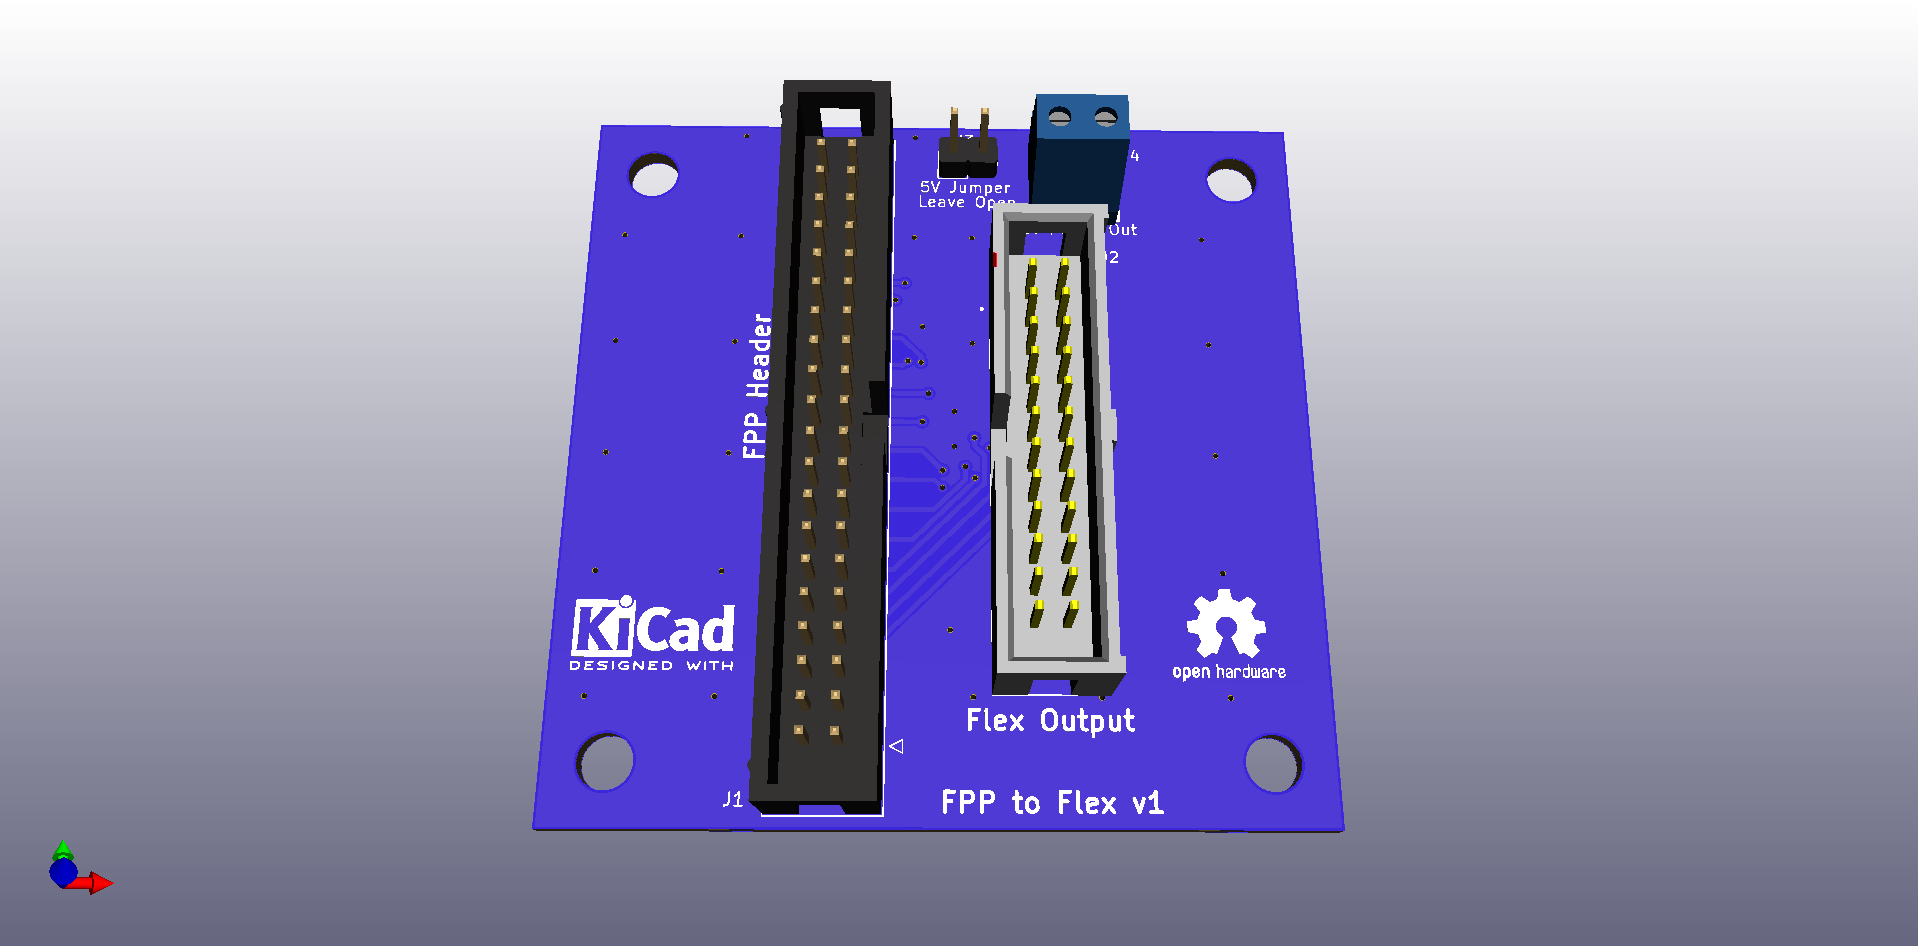 5V Jumper
Leave Open
4
Out
FPP Header
KiCad
DESIGNED WITH
open hardware
Flex Output
J1
FPP to Flex v1